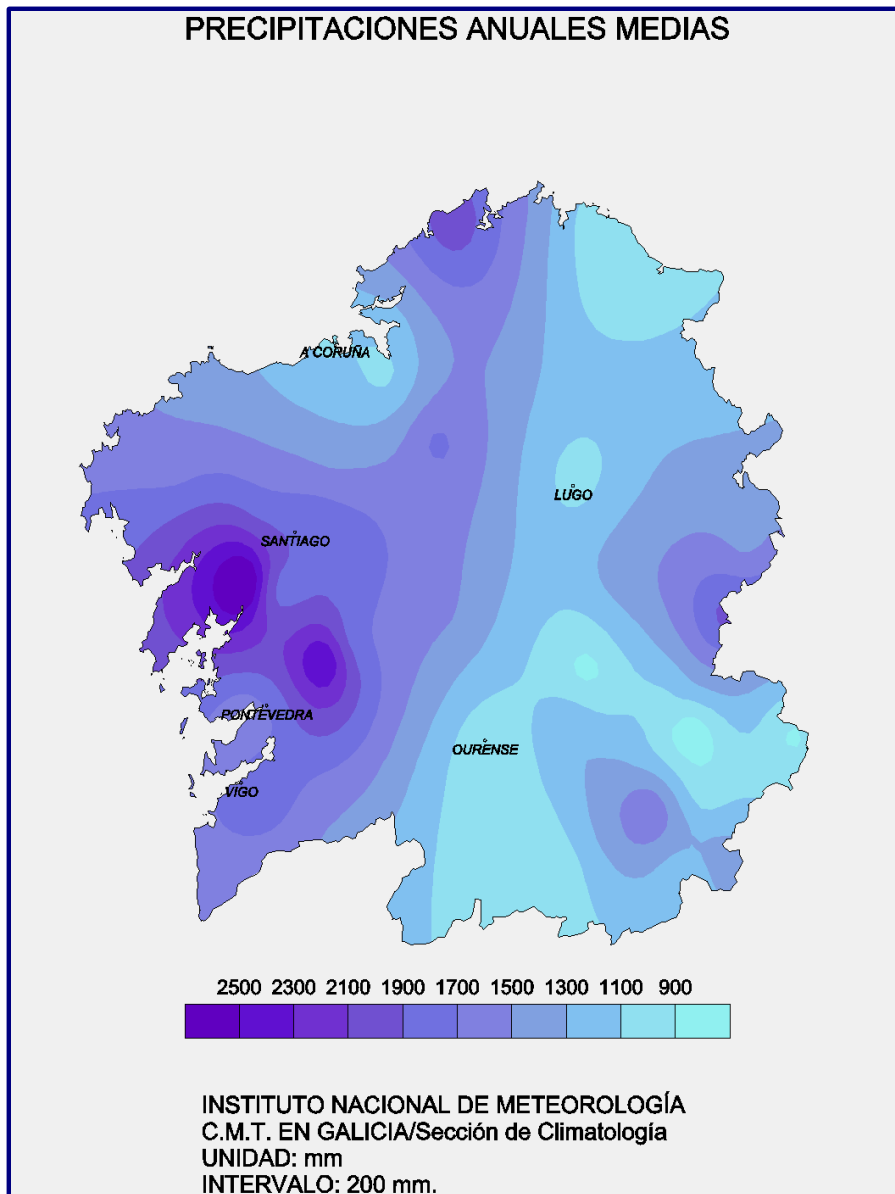 PRECIPITACIONES ANUALES MEDIAS
A CORUÑA
LUGO
SANTIAGO
PONTEVEDRA
OURENSE
VIGO
2500 2300 2100 1900 1700 1500 1300 1100 900
INSTITUTO NACIONAL DE METEOROLOGÍA
C.M.T. EN GALICIA/Sección de Climatología
UNIDAD: mm
INTERVALO: 200 mm.